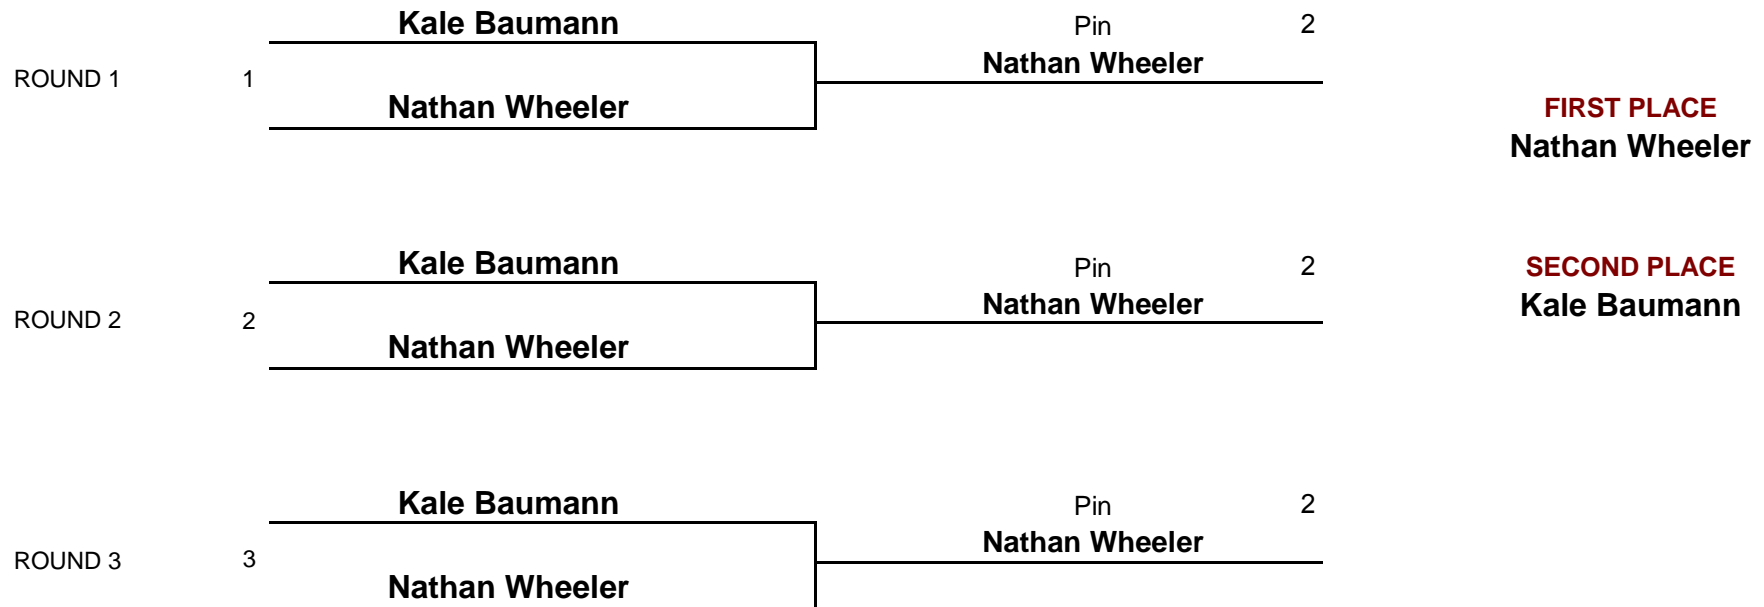 Kale Baumann
Pin 2
Nathan Wheeler
ROUND 1 1
Nathan Wheeler
FIRST PLACE
Nathan Wheeler
Kale Baumann
Pin 2
SECOND PLACE
Nathan Wheeler
Kale Baumann
ROUND 2 2
Nathan Wheeler
Kale Baumann
Pin 2
Nathan Wheeler
ROUND 3 3
Nathan Wheeler